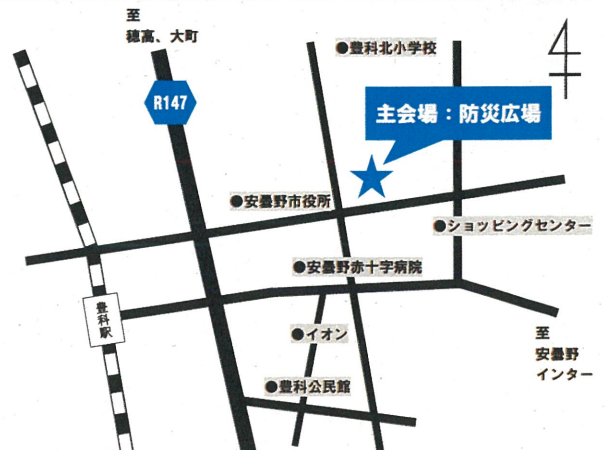 至
穂高、大町
R147
●豊科北小学校
主会場：防災広場
●安曇野市役所
●ショッピングセンター
●安曇野赤十字病院
豊科駅
●イオン
至
安曇野
インター
●豊科公民館